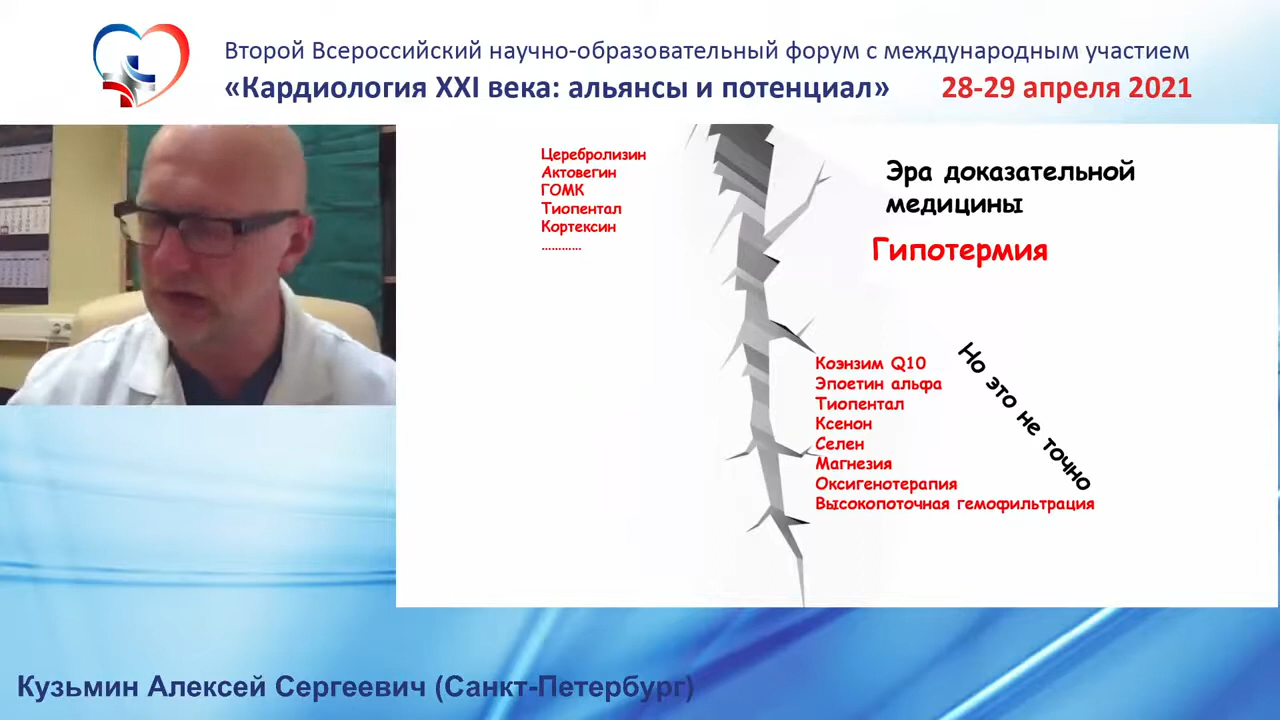 Второй Всероссийский научно-образовательный форум с международным участием
«Кардиология XXI века: альянсы и потенциал» 28-29 апреля 2021
Церебролизин
Актовегин
ГОМК
Тиопентал
Кортексин
............
Эра доказательной
медицины
Гипотермия
Коэнзим Q10
Эпоетин альфа
Тиопентал
Ксенон
Селен
Магнезия
Оксигенотерапия
Высокопоточная гемофильтрация
Но это не точно
Кузьмин Алексей Сергеевич (Санкт-Петербург)